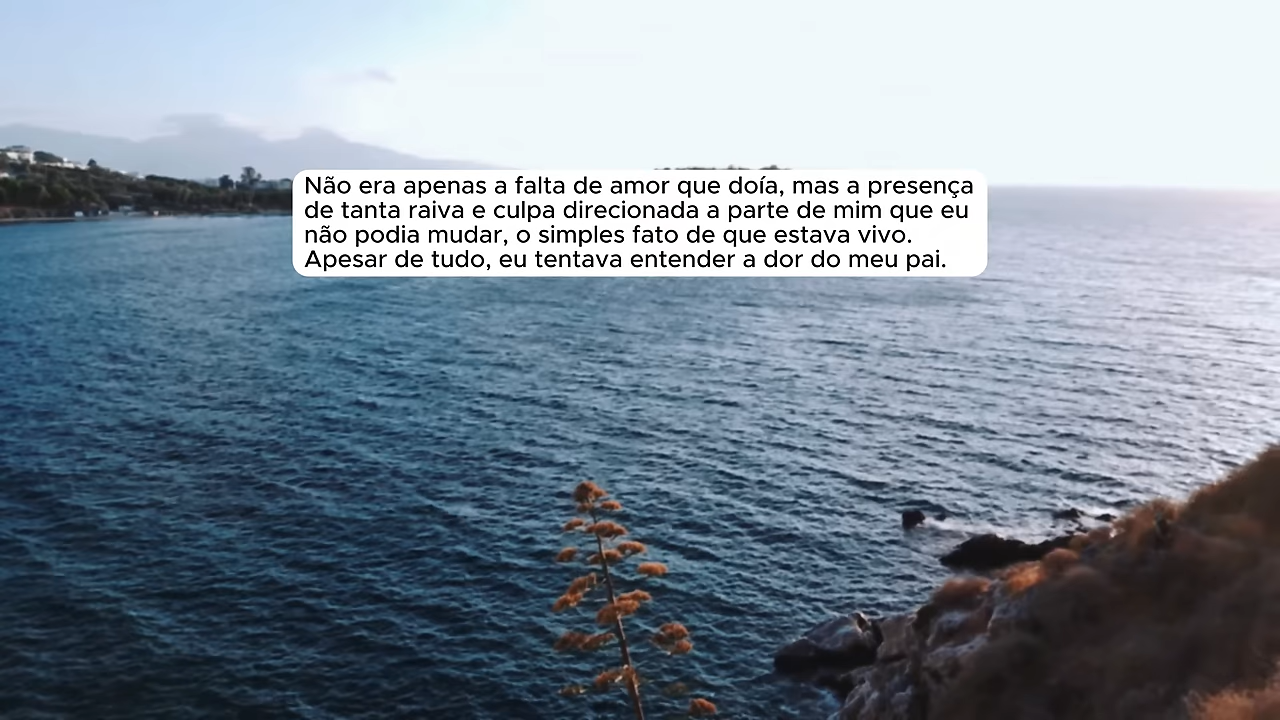 Não era apenas a falta de amor que doía, mas a presença
de tanta raiva e culpa direcionada a parte de mim que eu
não podia mudar, o simples fato de que estava vivo.
Apesar de tudo, eu tentava entender a dor do meu pai.